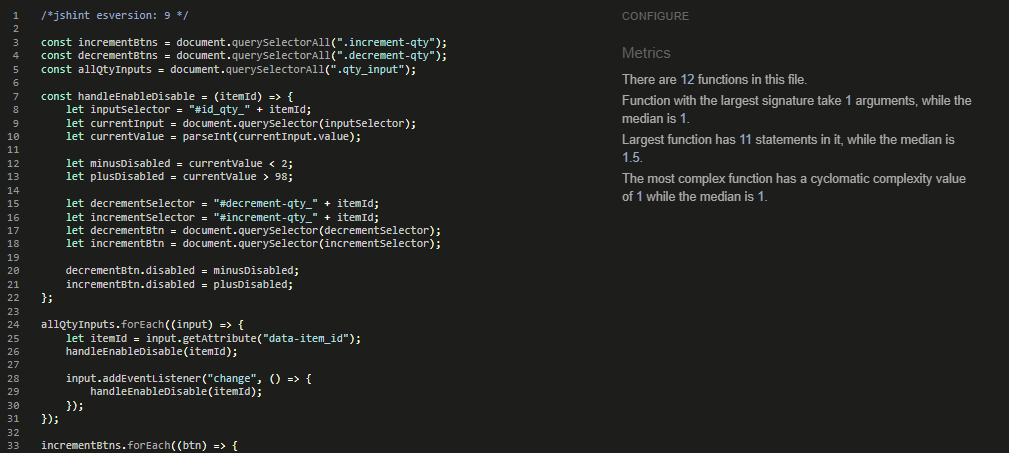 1 /*jshint esversion: 9 */
2
3 const incrementBtns = document.querySelectorAll(".increment-qty");
4 const decrementBtns = document.querySelectorAll(".decrement-qty");
5 const allQtyInputs = document.querySelectorAll(".qty_input");
6
7 const handleEnableDisable = (itemId) => {
8 let inputSelector = "#id_qty_" + itemId;
9 let currentInput = document.querySelector(inputSelector);
10 let currentValue = parseInt(currentInput.value);
11
12 let minusDisabled = currentValue < 2;
13 let plusDisabled = currentValue > 98;
14
15 let decrementSelector = "#decrement-qty_" + itemId;
16 let incrementSelector = "#increment-qty_" + itemId;
17 let decrementBtn = document.querySelector(decrementSelector);
18 let incrementBtn = document.querySelector(incrementSelector);
19
20 decrementBtn.disabled = minusDisabled;
21 incrementBtn.disabled = plusDisabled;
22 };
23
24 allQtyInputs.forEach((input) => {
25 let itemId = input.getAttribute("data-item_id");
26 handleEnableDisable(itemId);
27
28 input.addEventListener("change", () => {
29 handleEnableDisable(itemId);
30 });
31 });
32
33 incrementBtns.forEach((btn) => {
CONFIGURE
Metrics
There are 12 functions in this file.
Function with the largest signature take 1 arguments, while the
median is 1.
Largest function has 11 statements in it, while the median is
1.5.
The most complex function has a cyclomatic complexity value
of 1 while the median is 1.